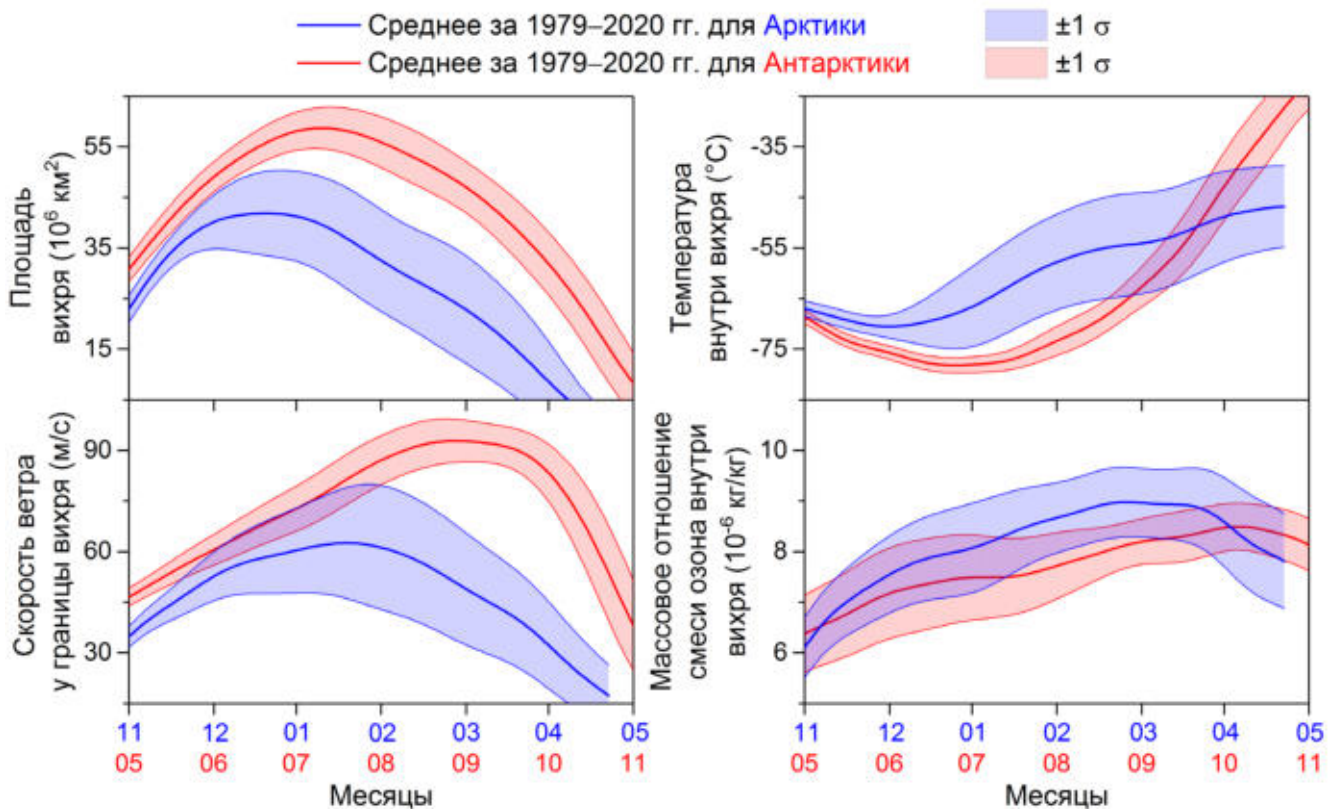 Среднее за 1979–2020 гг. для Арктики
±1 σ
Среднее за 1979–2020 гг. для Антарктики
±1 σ
Площадь
вихря (10⁶ км²)
55
35
15
Температура
внутри вихря (°C)
-35
-55
-75
Скорость ветра
у границы вихря (м/с)
90
60
30
Массовое отношение
смеси озона внутри
вихря (10⁻⁶ кг/кг)
10
8
6
11 12 01 02 03 04 05
05 06 07 08 09 10 11
Месяцы
11 12 01 02 03 04 05
05 06 07 08 09 10 11
Месяцы